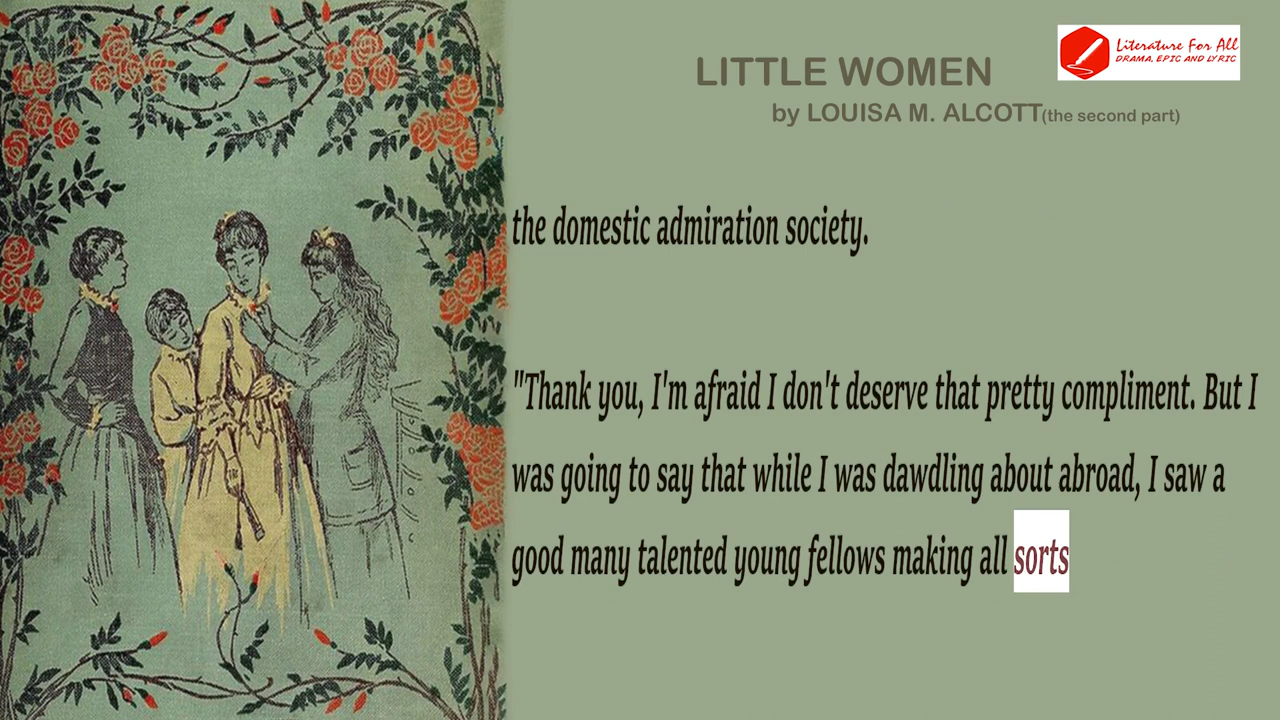 LITTLE WOMEN
by LOUISA M. ALCOTT(the second part)
Literature For All
DRAMA, EPIC AND LYRIC
the domestic admiration society.
"Thank you, I'm afraid I don't deserve that pretty compliment. But I
was going to say that while I was dawdling about abroad, I saw a
good many talented young fellows making all sorts